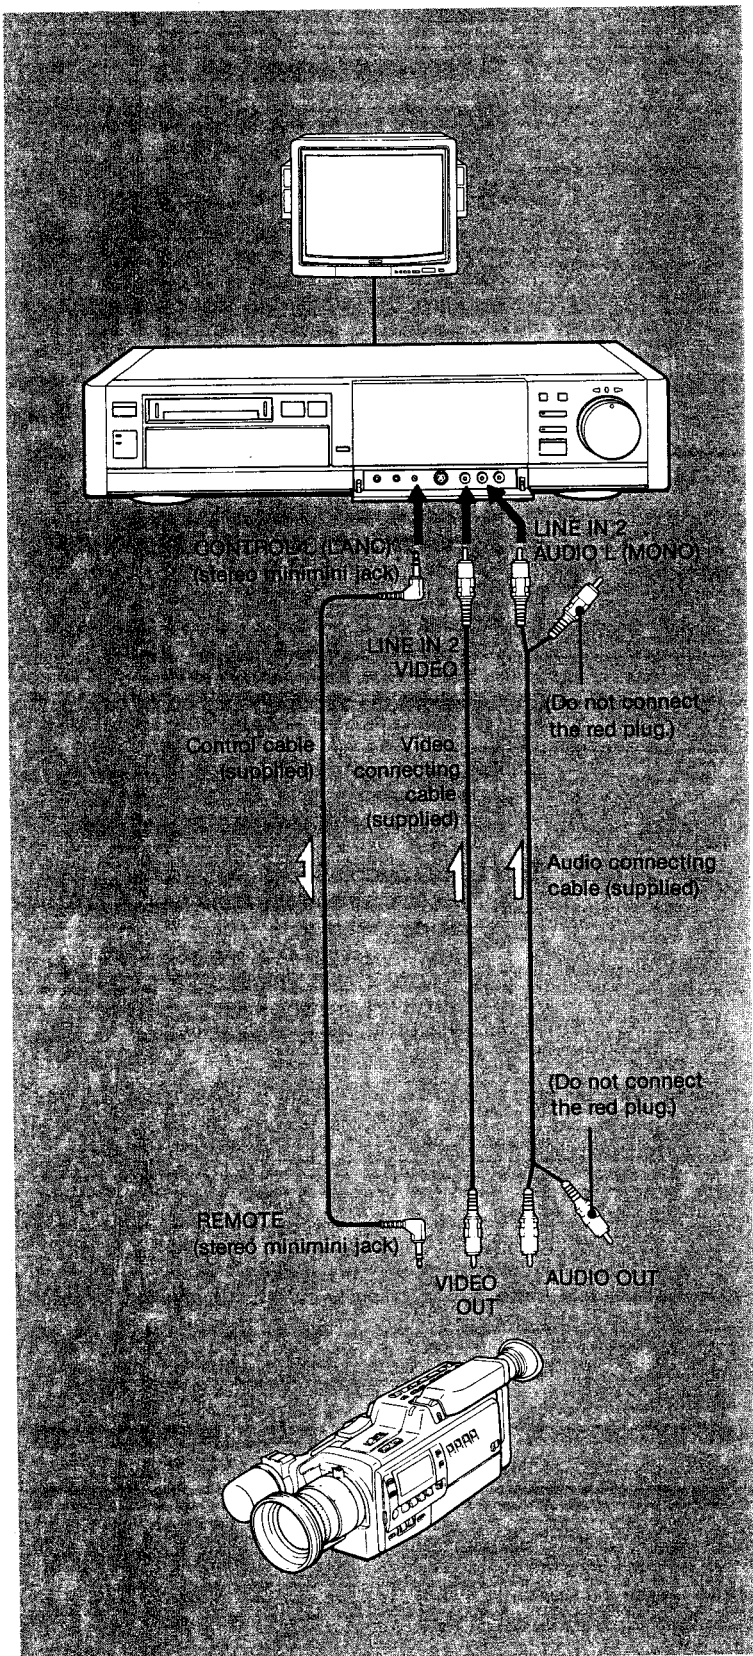 CONTROL L (LANC)
(stereo minimini jack)
LINE IN 2
AUDIO L (MONO)
LINE IN 2
VIDEO
(Do not connect
the red plug.)
Control cable
(supplied)
Video
connecting
cable
(supplied)
Audio connecting
cable (supplied)
(Do not connect
the red plug.)
REMOTE
(stereo minimini jack)
VIDEO
OUT
AUDIO OUT